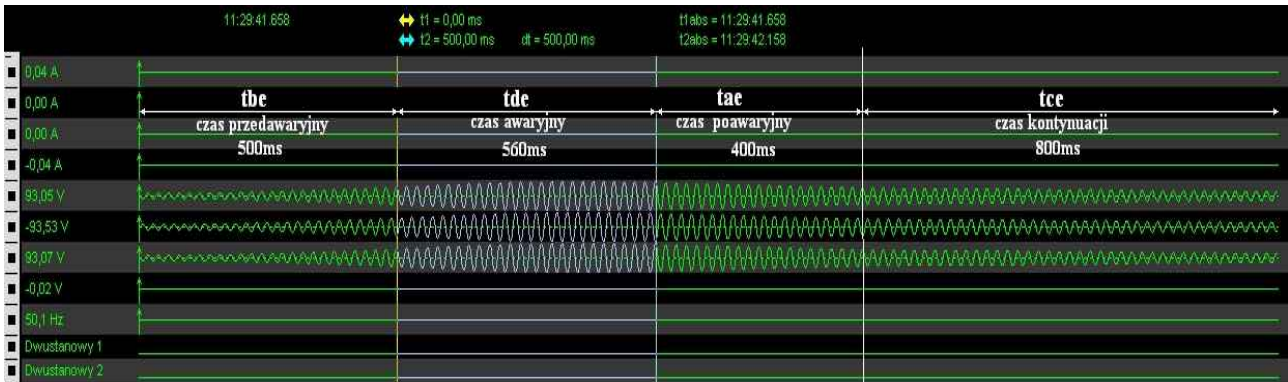 11:29:41.658
t1 = 0,00 ms
t1abs = 11:29:41.658
t2 = 500,00 ms dt = 500,00 ms
t2abs = 11:29:42.158
0,04 A
0,00 A
tbe tde tae tce
czas przedawaryjny czas awaryjny czas poawaryjny czas kontynuacji
0,00 A
500ms 560ms 400ms 800ms
-0,04 A
93,05 V
-93,53 V
93,07 V
-0,02 V
50,1 Hz
Dwustanowy 1
Dwustanowy 2